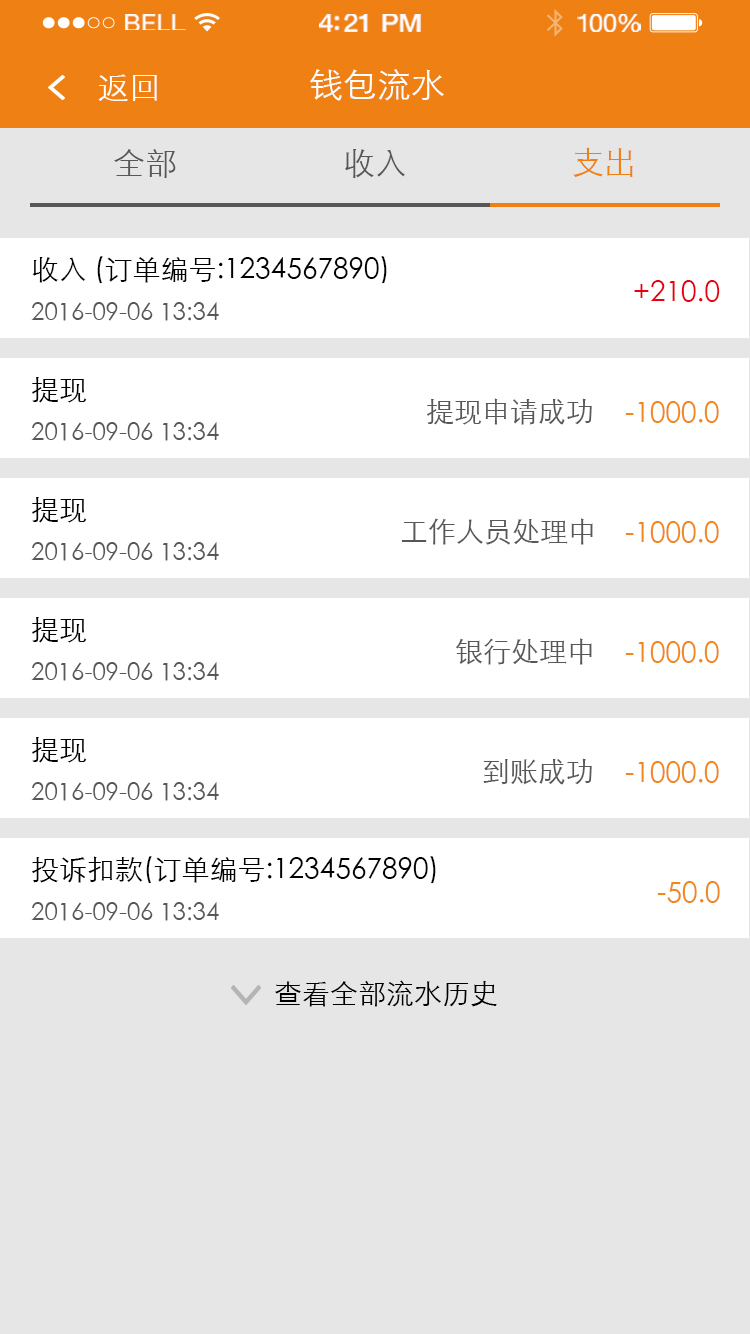 BELL 4:21 PM 100%
返回 钱包流水
全部 收入 支出
收入 (订单编号:1234567890)
+210.0
2016-09-06 13:34
提现
提现申请成功 -1000.0
2016-09-06 13:34
提现
工作人员处理中 -1000.0
2016-09-06 13:34
提现
银行处理中 -1000.0
2016-09-06 13:34
提现
到账成功 -1000.0
2016-09-06 13:34
投诉扣款(订单编号:1234567890)
-50.0
2016-09-06 13:34
查看全部流水历史